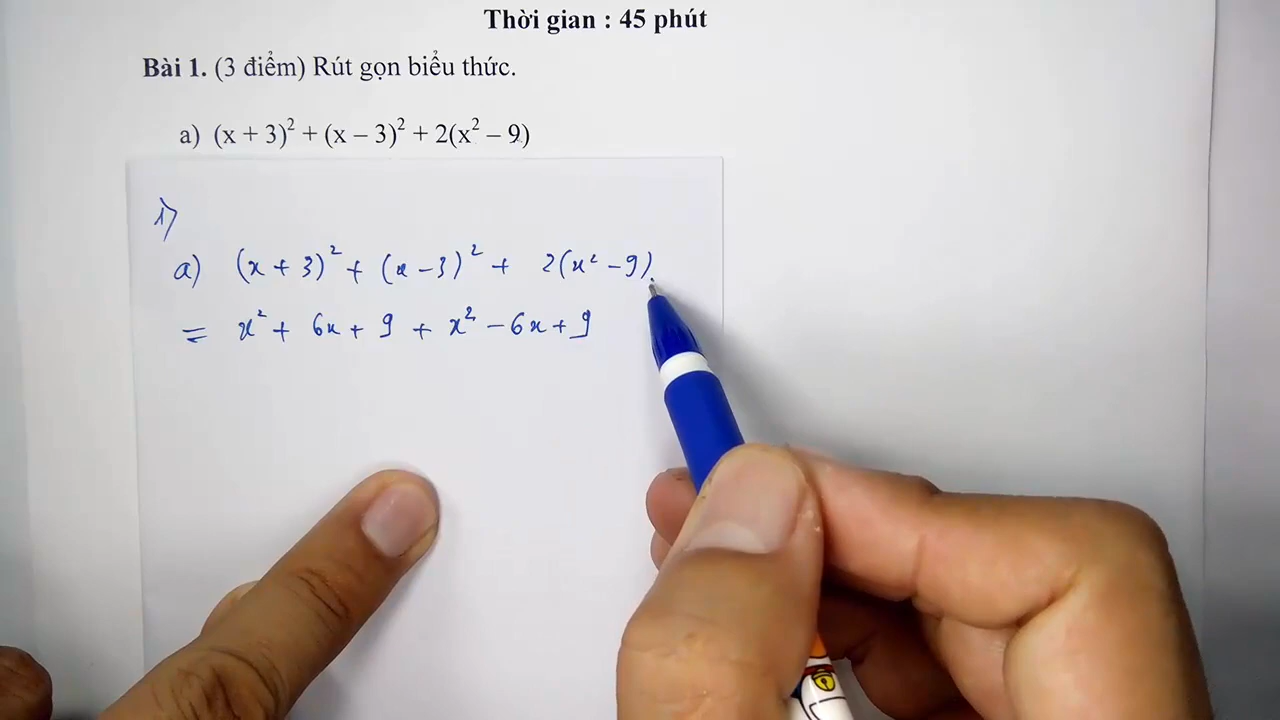 Thời gian : 45 phút
Bài 1. (3 điểm) Rút gọn biểu thức.
a) (x + 3)² + (x – 3)² + 2(x² – 9)
1)
a) (x + 3)² + (x – 3)² + 2(x² – 9)
= x² + 6x + 9 + x² – 6x + 9